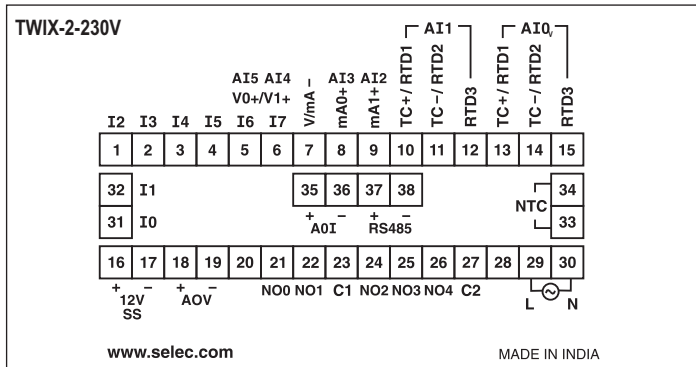 TWIX-2-230V
AI1 AI0v
AI5 AI4 AI3 AI2
V0+/V1+
I2 I3 I4 I5 I6 I7 V/mA - mA0+ mA1+ TC+/ RTD1 TC-/ RTD2 RTD3 TC+/ RTD1 TC-/ RTD2 RTD3
1 2 3 4 5 6 7 8 9 10 11 12 13 14 15
32 I1 35 36 37 38 34
NTC
31 I0 + - + - 33
A0I RS485
16 17 18 19 20 21 22 23 24 25 26 27 28 29 30
+ - + - NO0 NO1 C1 NO2 NO3 NO4 C2 L N
12V AOV
SS
www.selec.com MADE IN INDIA